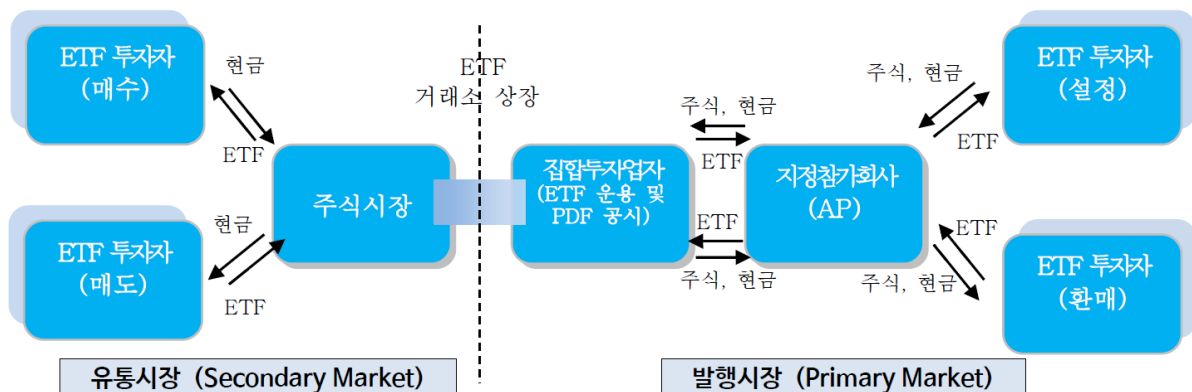 ETF 투자자
(매수)
현금
ETF
ETF 투자자
(매도)
현금
ETF
주식시장
ETF
거래소 상장
집합투자업자
(ETF 운용 및
PDF 공시)
주식, 현금
ETF
ETF
주식, 현금
지정참가회사
(AP)
주식, 현금
ETF
ETF 투자자
(설정)
ETF
주식, 현금
ETF 투자자
(환매)
유통시장 (Secondary Market)
발행시장 (Primary Market)